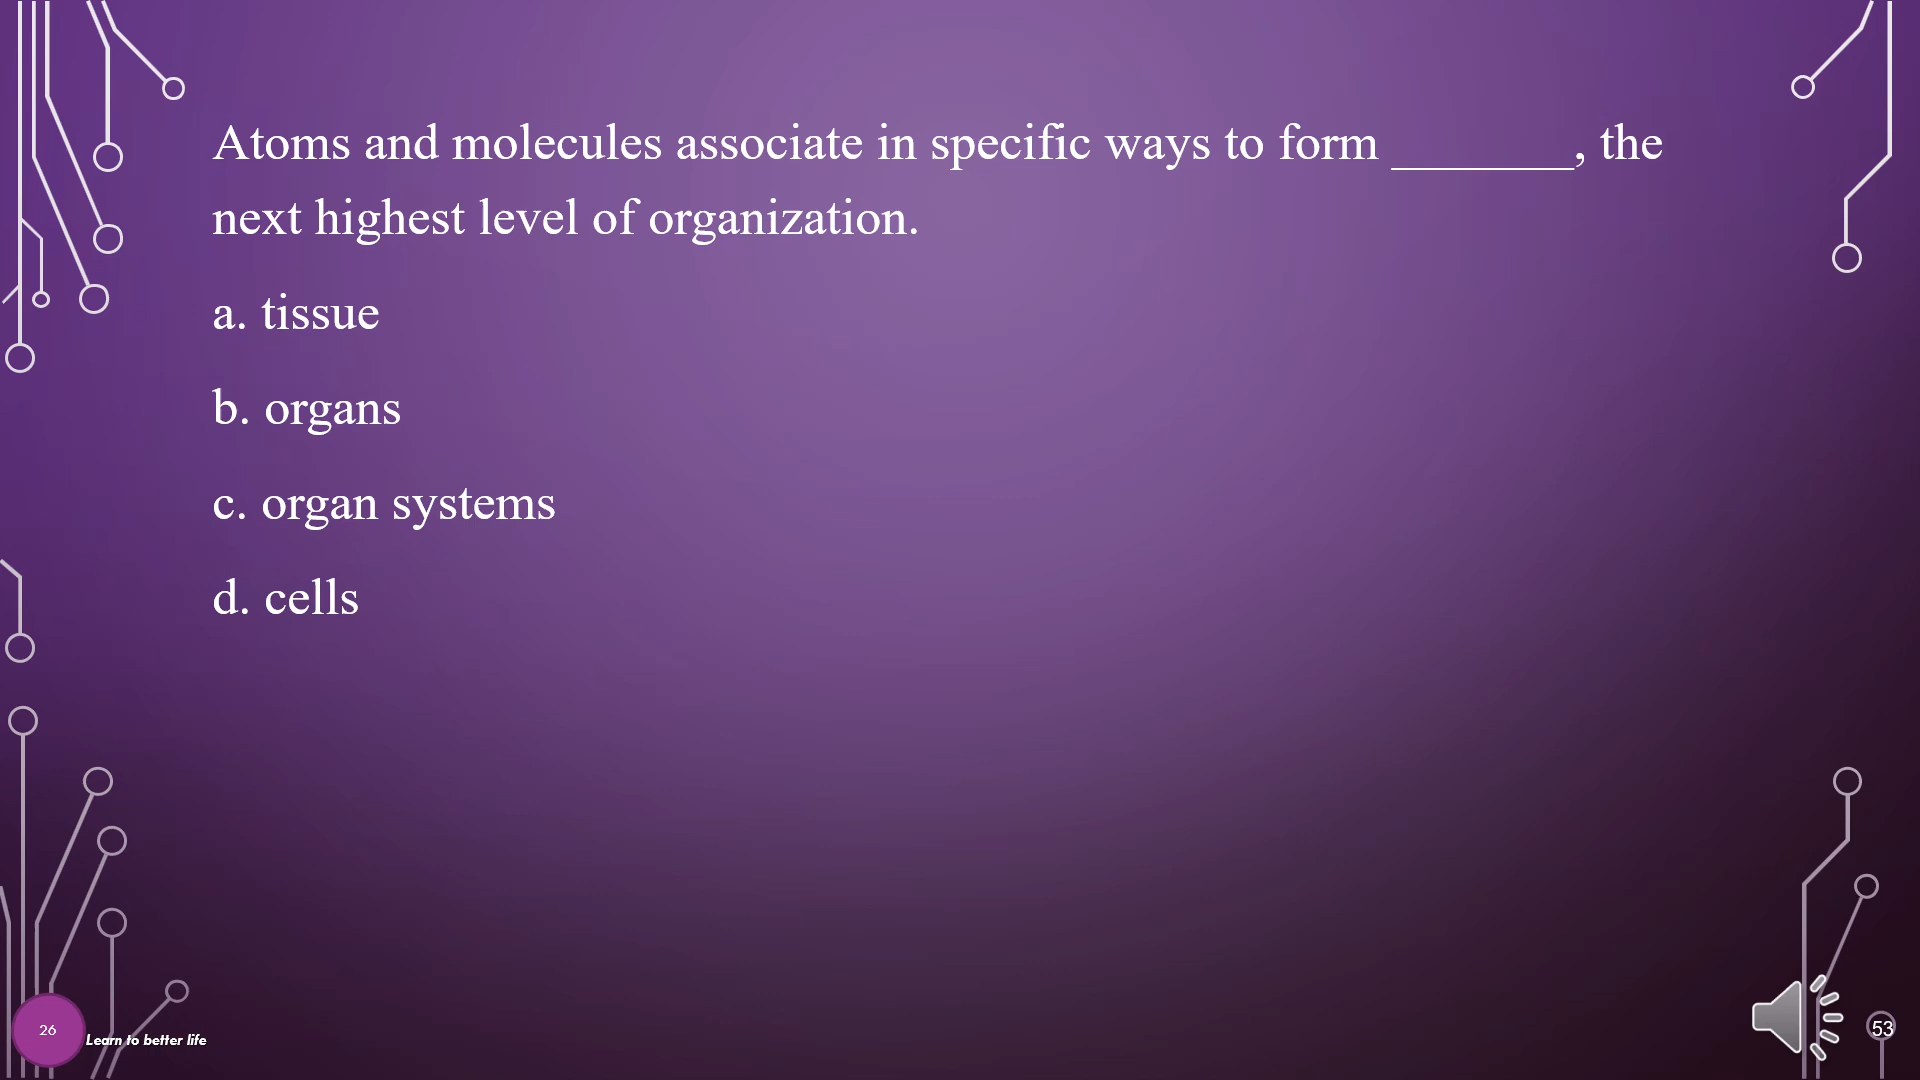 Atoms and molecules associate in specific ways to form ________, the
next highest level of organization.
a. tissue
b. organs
c. organ systems
d. cells
26
Learn to better life
53